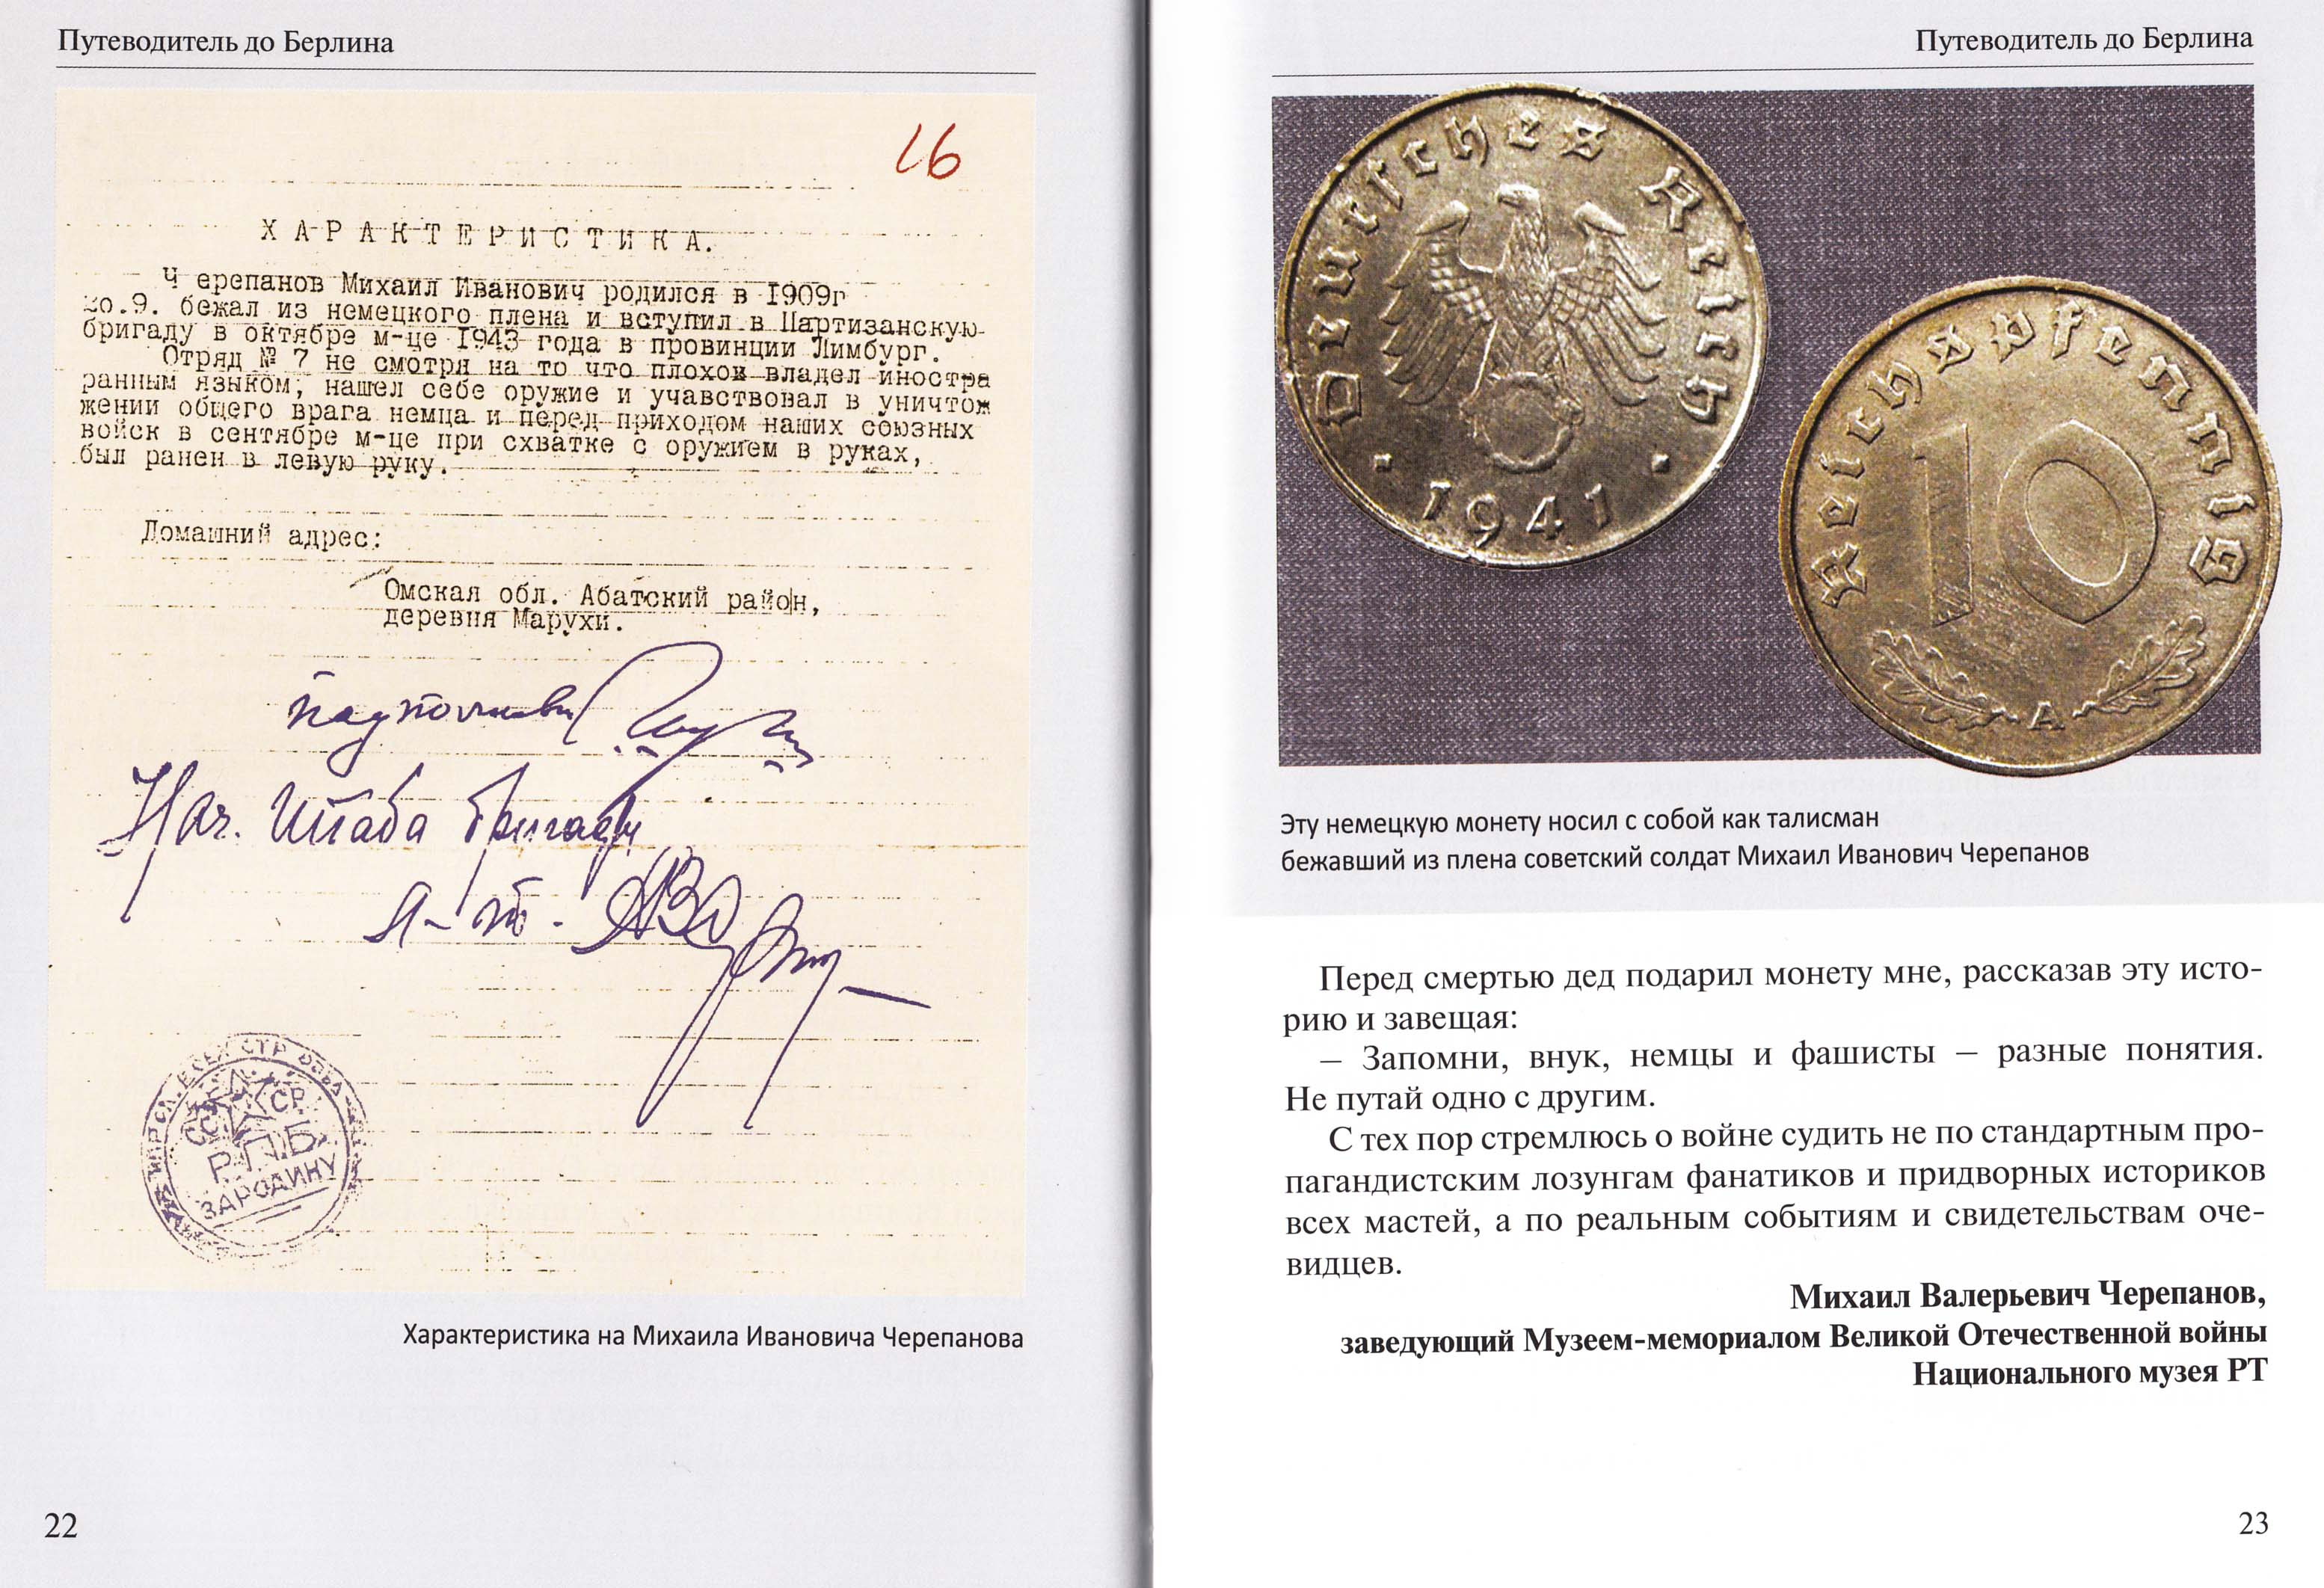 Путеводитель до Берлина
16
ХАРАКТЕРИСТИКА.
Ч ерепанов Михаил Иванович родился в 1909г
20.9. бежал из немецкого плена и вступил в Партизанскую
бригаду в октябре м-це 1943 года в провинции Лимбург.
Отряд № 7 не смотря на то что плохов владел иностра
ранным языком, нашел себе оружие и учавствовал в уничтож
жении общего врага немца и перед приходом наших союзных
войск в сентябре м-це при схватке с оружием в руках,
был ранен в левую руку.
Домашний адрес:
Омская обл. Абатский район,
деревня Марухи.
Нач. Штаба бригады
СССР
Р.П.Б
ЗАРОДИНУ
Характеристика на Михаила Ивановича Черепанова
22
Путеводитель до Берлина
Deutsches Reich
1941
Reichspfennig
10
A
Эту немецкую монету носил с собой как талисман
бежавший из плена советский солдат Михаил Иванович Черепанов
Перед смертью дед подарил монету мне, рассказав эту исто-
рию и завещая:
– Запомни, внук, немцы и фашисты – разные понятия.
Не путай одно с другим.
С тех пор стремлюсь о войне судить не по стандартным про-
пагандистским лозунгам фанатиков и придворных историков
всех мастей, а по реальным событиям и свидетельствам оче-
видцев.
Михаил Валерьевич Черепанов,
заведующий Музеем-мемориалом Великой Отечественной войны
Национального музея РТ
23